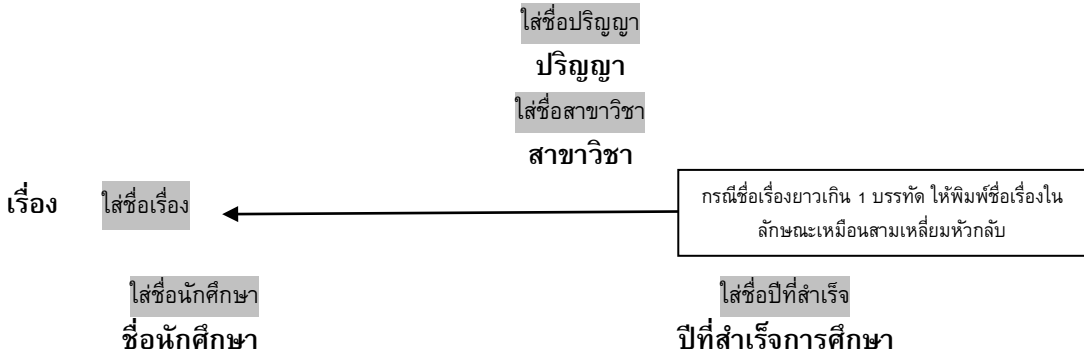 ใส่ชื่อปริญญา
ปริญญา
ใส่ชื่อสาขาวิชา
สาขาวิชา
เรื่อง ใส่ชื่อเรื่อง
กรณีชื่อเรื่องยาวเกิน 1 บรรทัด ให้พิมพ์ชื่อเรื่องใน
ลักษณะเหมือนสามเหลี่ยมหัวกลับ
ใส่ชื่อนักศึกษา ใส่ชื่อปีที่สำเร็จ
ชื่อนักศึกษา ปีที่สำเร็จการศึกษา